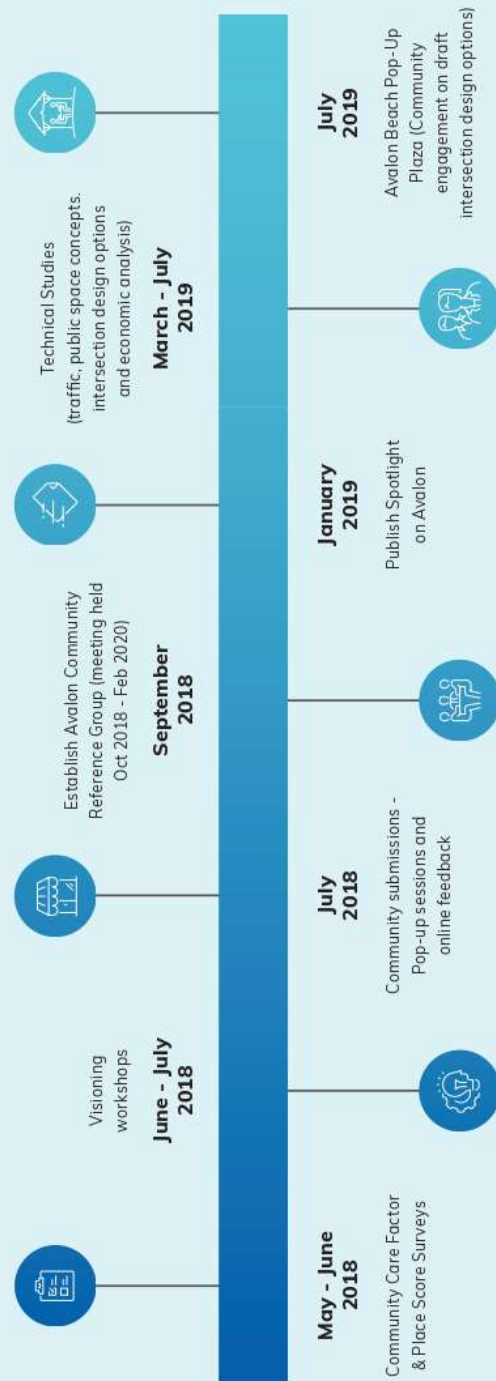 May - June
2018
Community Care Factor
& Place Score Surveys
Visioning
workshops
June - July
2018
July
2018
Community submissions -
Pop-up sessions and
online feedback
Establish Avalon Community
Reference Group (meeting held
Oct 2018 - Feb 2020)
September
2018
January
2019
Publish Spotlight
on Avalon
Technical Studies
(traffic, public space concepts.
intersection design options
and economic analysis)
March - July
2019
July
2019
Avalon Beach Pop-Up
Plaza (Community
engagement on draft
intersection design options)